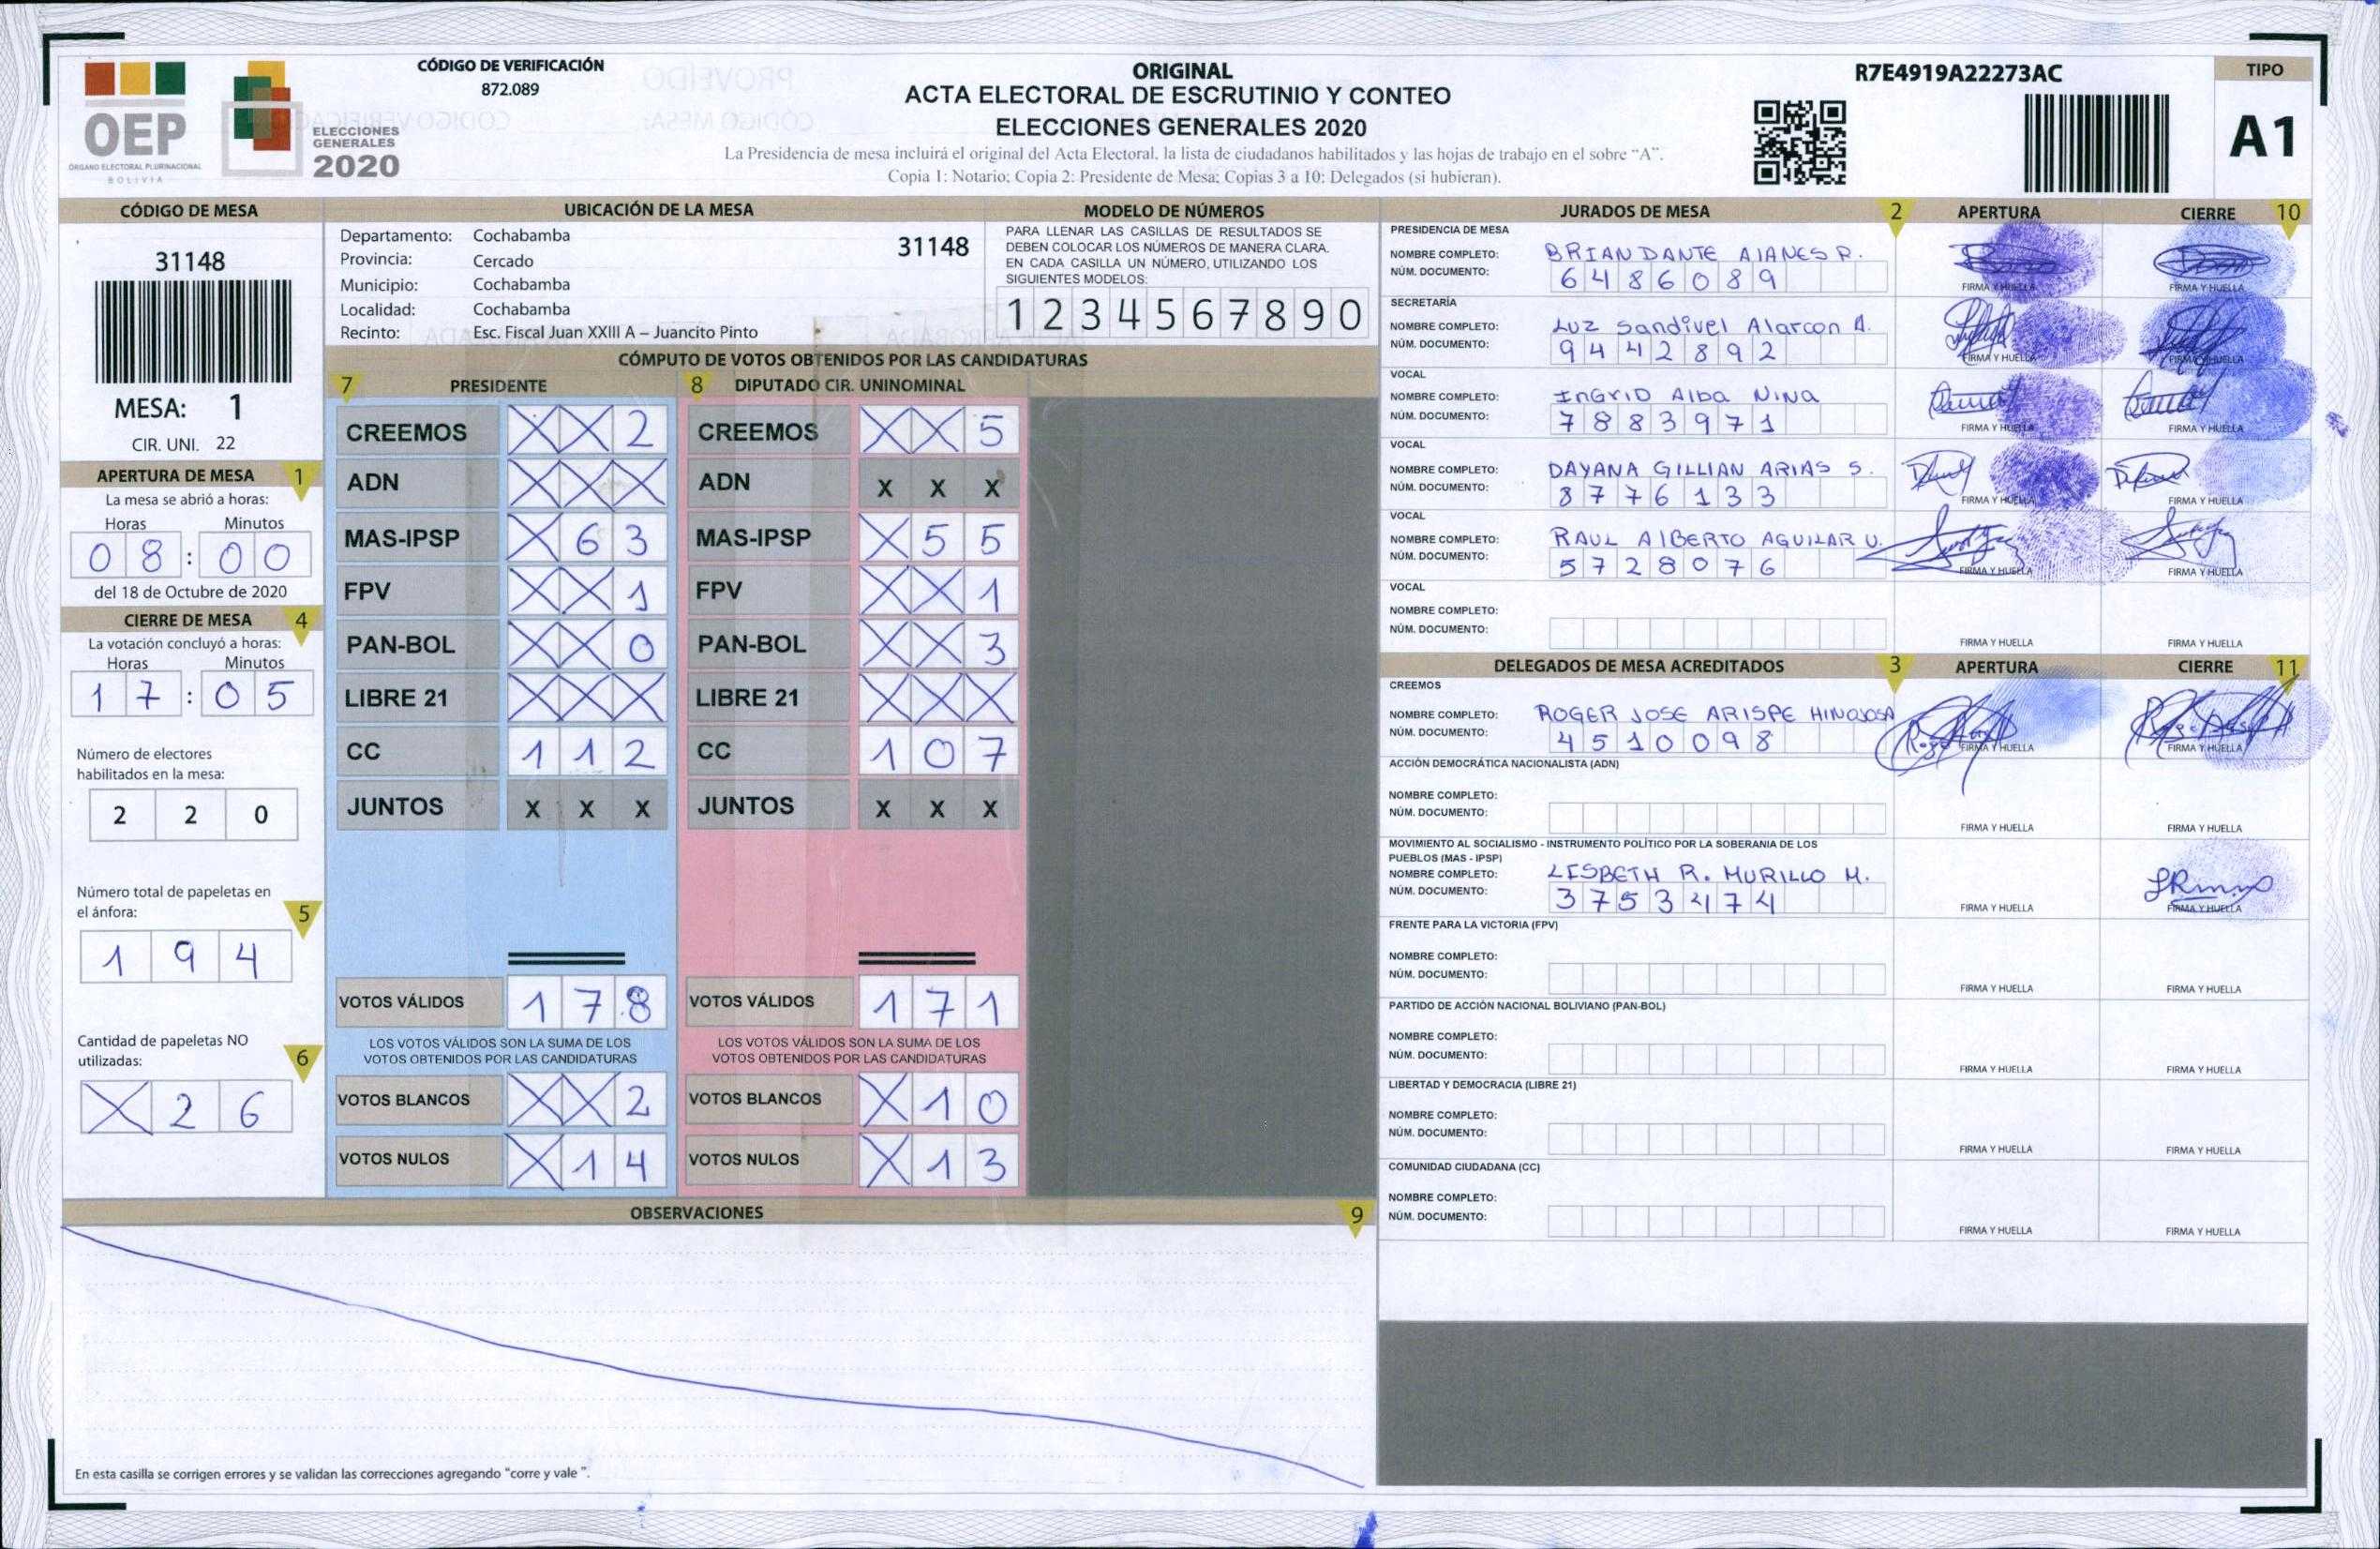 OEP
ÓRGANO ELECTORAL PLURINACIONAL
BOLIVIA
ELECCIONES
GENERALES
2020
CÓDIGO DE VERIFICACIÓN
872.089
ORIGINAL
ACTA ELECTORAL DE ESCRUTINIO Y CONTEO
ELECCIONES GENERALES 2020
La Presidencia de mesa incluirá el original del Acta Electoral, la lista de ciudadanos habilitados y las hojas de trabajo en el sobre “A”.
Copia 1: Notario; Copia 2: Presidente de Mesa; Copias 3 a 10: Delegados (si hubieran).
R7E4919A22273AC
TIPO
A1
CÓDIGO DE MESA
31148
MESA: 1
CIR. UNI. 22
APERTURA DE MESA 1
La mesa se abrió a horas:
Horas Minutos
08:00
del 18 de Octubre de 2020
CIERRE DE MESA 4
La votación concluyó a horas:
Horas Minutos
17:05
Número de electores
habilitados en la mesa:
2 2 0
Número total de papeletas en
el ánfora: 5
1 9 4
Cantidad de papeletas NO
utilizadas: 6
X 2 6
UBICACIÓN DE LA MESA
Departamento: Cochabamba 31148
Provincia: Cercado
Municipio: Cochabamba
Localidad: Cochabamba
Recinto: Esc. Fiscal Juan XXIII A – Juancito Pinto
MODELO DE NÚMEROS
PARA LLENAR LAS CASILLAS DE RESULTADOS SE
DEBEN COLOCAR LOS NÚMEROS DE MANERA CLARA.
EN CADA CASILLA UN NÚMERO, UTILIZANDO LOS
SIGUIENTES MODELOS:
1 2 3 4 5 6 7 8 9 0
CÓMPUTO DE VOTOS OBTENIDOS POR LAS CANDIDATURAS
7 PRESIDENTE 8 DIPUTADO CIR. UNINOMINAL
CREEMOS X X 2 CREEMOS X X 5
ADN X X X ADN X X X
MAS-IPSP X 6 3 MAS-IPSP X 5 5
FPV X X 1 FPV X X 1
PAN-BOL X X 0 PAN-BOL X X 3
LIBRE 21 X X X LIBRE 21 X X X
CC 1 1 2 CC 1 0 7
JUNTOS X X X JUNTOS X X X
VOTOS VÁLIDOS 1 7 8 VOTOS VÁLIDOS 1 7 1
LOS VOTOS VÁLIDOS SON LA SUMA DE LOS LOS VOTOS VÁLIDOS SON LA SUMA DE LOS
VOTOS OBTENIDOS POR LAS CANDIDATURAS VOTOS OBTENIDOS POR LAS CANDIDATURAS
VOTOS BLANCOS X X 2 VOTOS BLANCOS X 1 0
VOTOS NULOS X 1 4 VOTOS NULOS X 1 3
OBSERVACIONES 9
En esta casilla se corrigen errores y se validan las correcciones agregando “corre y vale ”.
JURADOS DE MESA 2 APERTURA CIERRE 10
PRESIDENCIA DE MESA
NOMBRE COMPLETO: BRIAN DANTE AIANES R.
NÚM. DOCUMENTO: 6486089
FIRMA Y HUELLA FIRMA Y HUELLA
SECRETARÍA
NOMBRE COMPLETO: Luz Sandivel Alarcon A.
NÚM. DOCUMENTO: 9442892
FIRMA Y HUELLA FIRMA Y HUELLA
VOCAL
NOMBRE COMPLETO: InGrID Alba NINa
NÚM. DOCUMENTO: 7883971
FIRMA Y HUELLA FIRMA Y HUELLA
VOCAL
NOMBRE COMPLETO: DAYANA GILLIAN ARIAS S.
NÚM. DOCUMENTO: 8776133
FIRMA Y HUELLA FIRMA Y HUELLA
VOCAL
NOMBRE COMPLETO: RAUL AlBERTO AGUILAR U.
NÚM. DOCUMENTO: 5728076
FIRMA Y HUELLA FIRMA Y HUELLA
VOCAL
NOMBRE COMPLETO:
NÚM. DOCUMENTO:
FIRMA Y HUELLA FIRMA Y HUELLA
DELEGADOS DE MESA ACREDITADOS 3 APERTURA CIERRE 11
CREEMOS
NOMBRE COMPLETO: ROGER JOSE ARISPE HINOJOSA
NÚM. DOCUMENTO: 4510098
FIRMA Y HUELLA FIRMA Y HUELLA
ACCIÓN DEMOCRÁTICA NACIONALISTA (ADN)
NOMBRE COMPLETO:
NÚM. DOCUMENTO:
FIRMA Y HUELLA FIRMA Y HUELLA
MOVIMIENTO AL SOCIALISMO - INSTRUMENTO POLÍTICO POR LA SOBERANIA DE LOS
PUEBLOS (MAS - IPSP)
NOMBRE COMPLETO: LISBETH R. MURILLO M.
NÚM. DOCUMENTO: 3753474
FIRMA Y HUELLA FIRMA Y HUELLA
FRENTE PARA LA VICTORIA (FPV)
NOMBRE COMPLETO:
NÚM. DOCUMENTO:
FIRMA Y HUELLA FIRMA Y HUELLA
PARTIDO DE ACCIÓN NACIONAL BOLIVIANO (PAN-BOL)
NOMBRE COMPLETO:
NÚM. DOCUMENTO:
FIRMA Y HUELLA FIRMA Y HUELLA
LIBERTAD Y DEMOCRACIA (LIBRE 21)
NOMBRE COMPLETO:
NÚM. DOCUMENTO:
FIRMA Y HUELLA FIRMA Y HUELLA
COMUNIDAD CIUDADANA (CC)
NOMBRE COMPLETO:
NÚM. DOCUMENTO:
FIRMA Y HUELLA FIRMA Y HUELLA